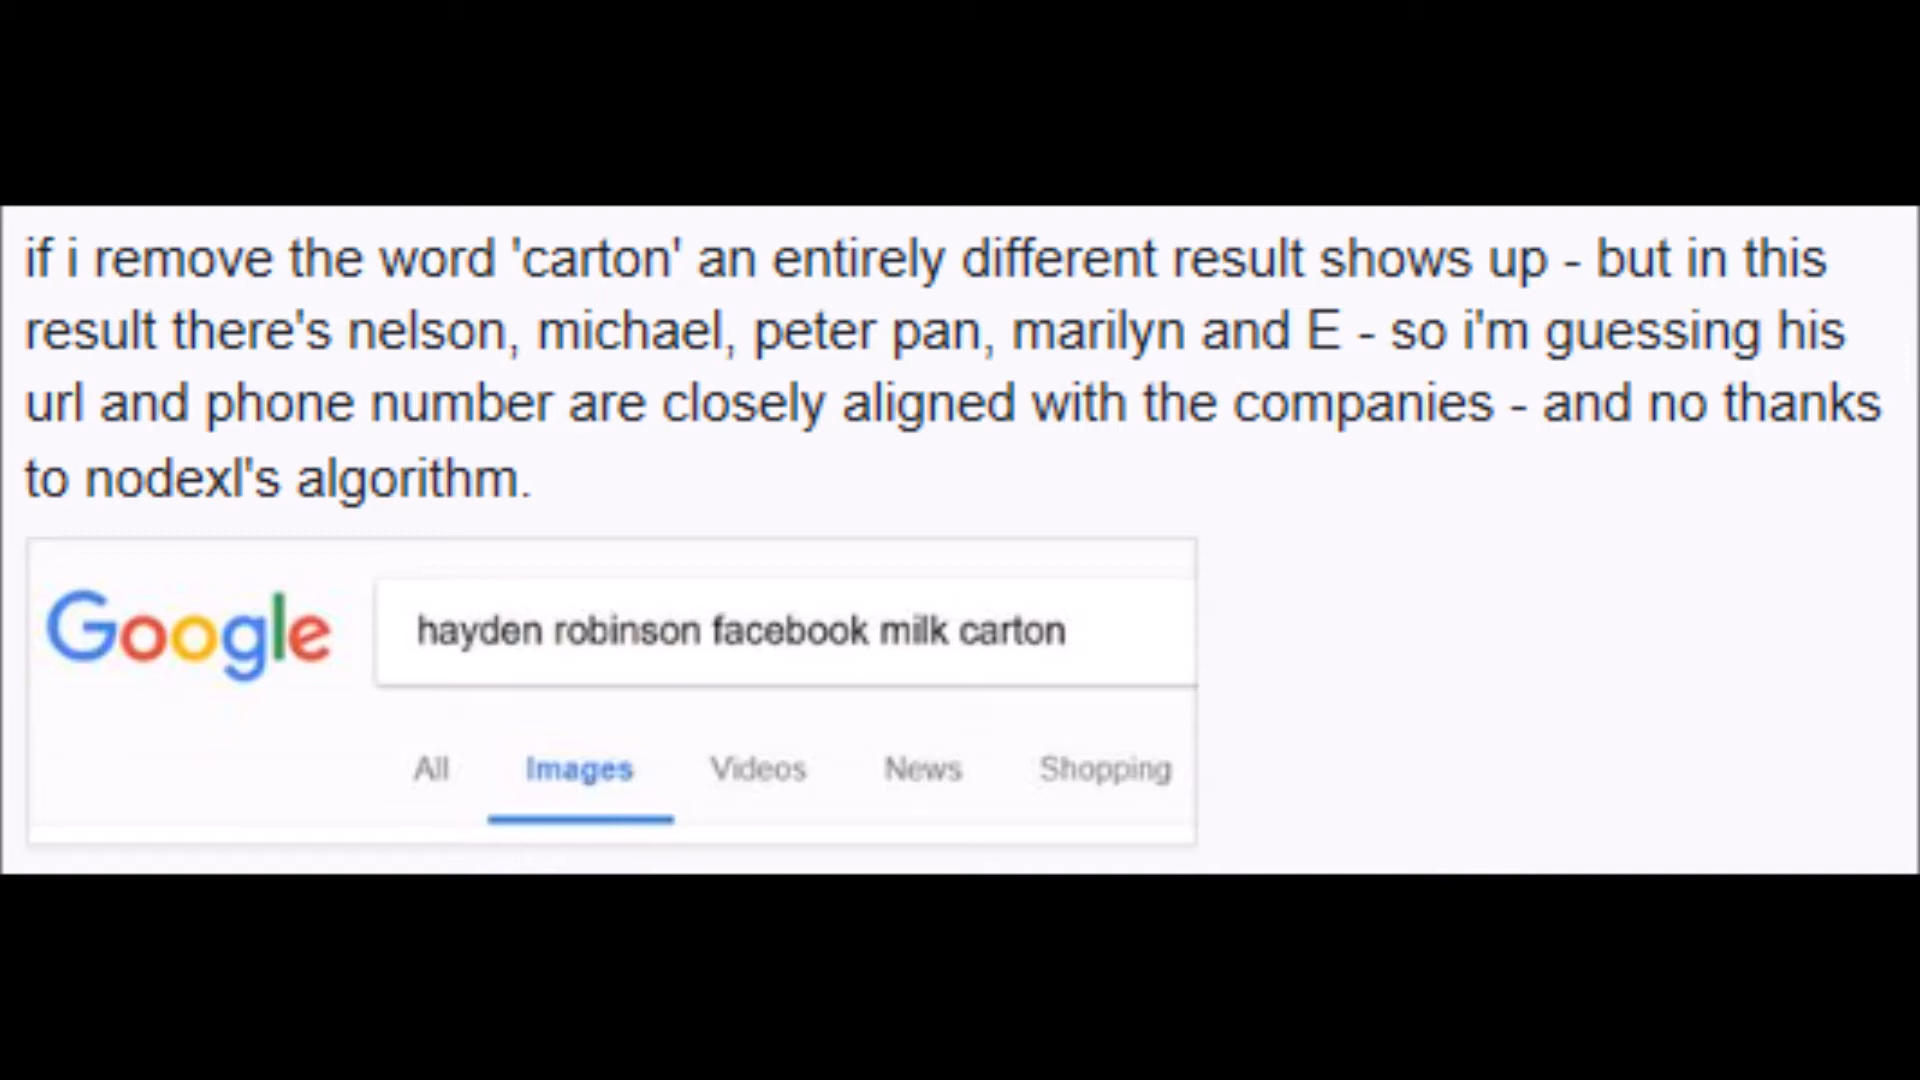 if i remove the word 'carton' an entirely different result shows up - but in this
result there's nelson, michael, peter pan, marilyn and E - so i'm guessing his
url and phone number are closely aligned with the companies - and no thanks
to nodexl's algorithm.
Google hayden robinson facebook milk carton
All Images Videos News Shopping